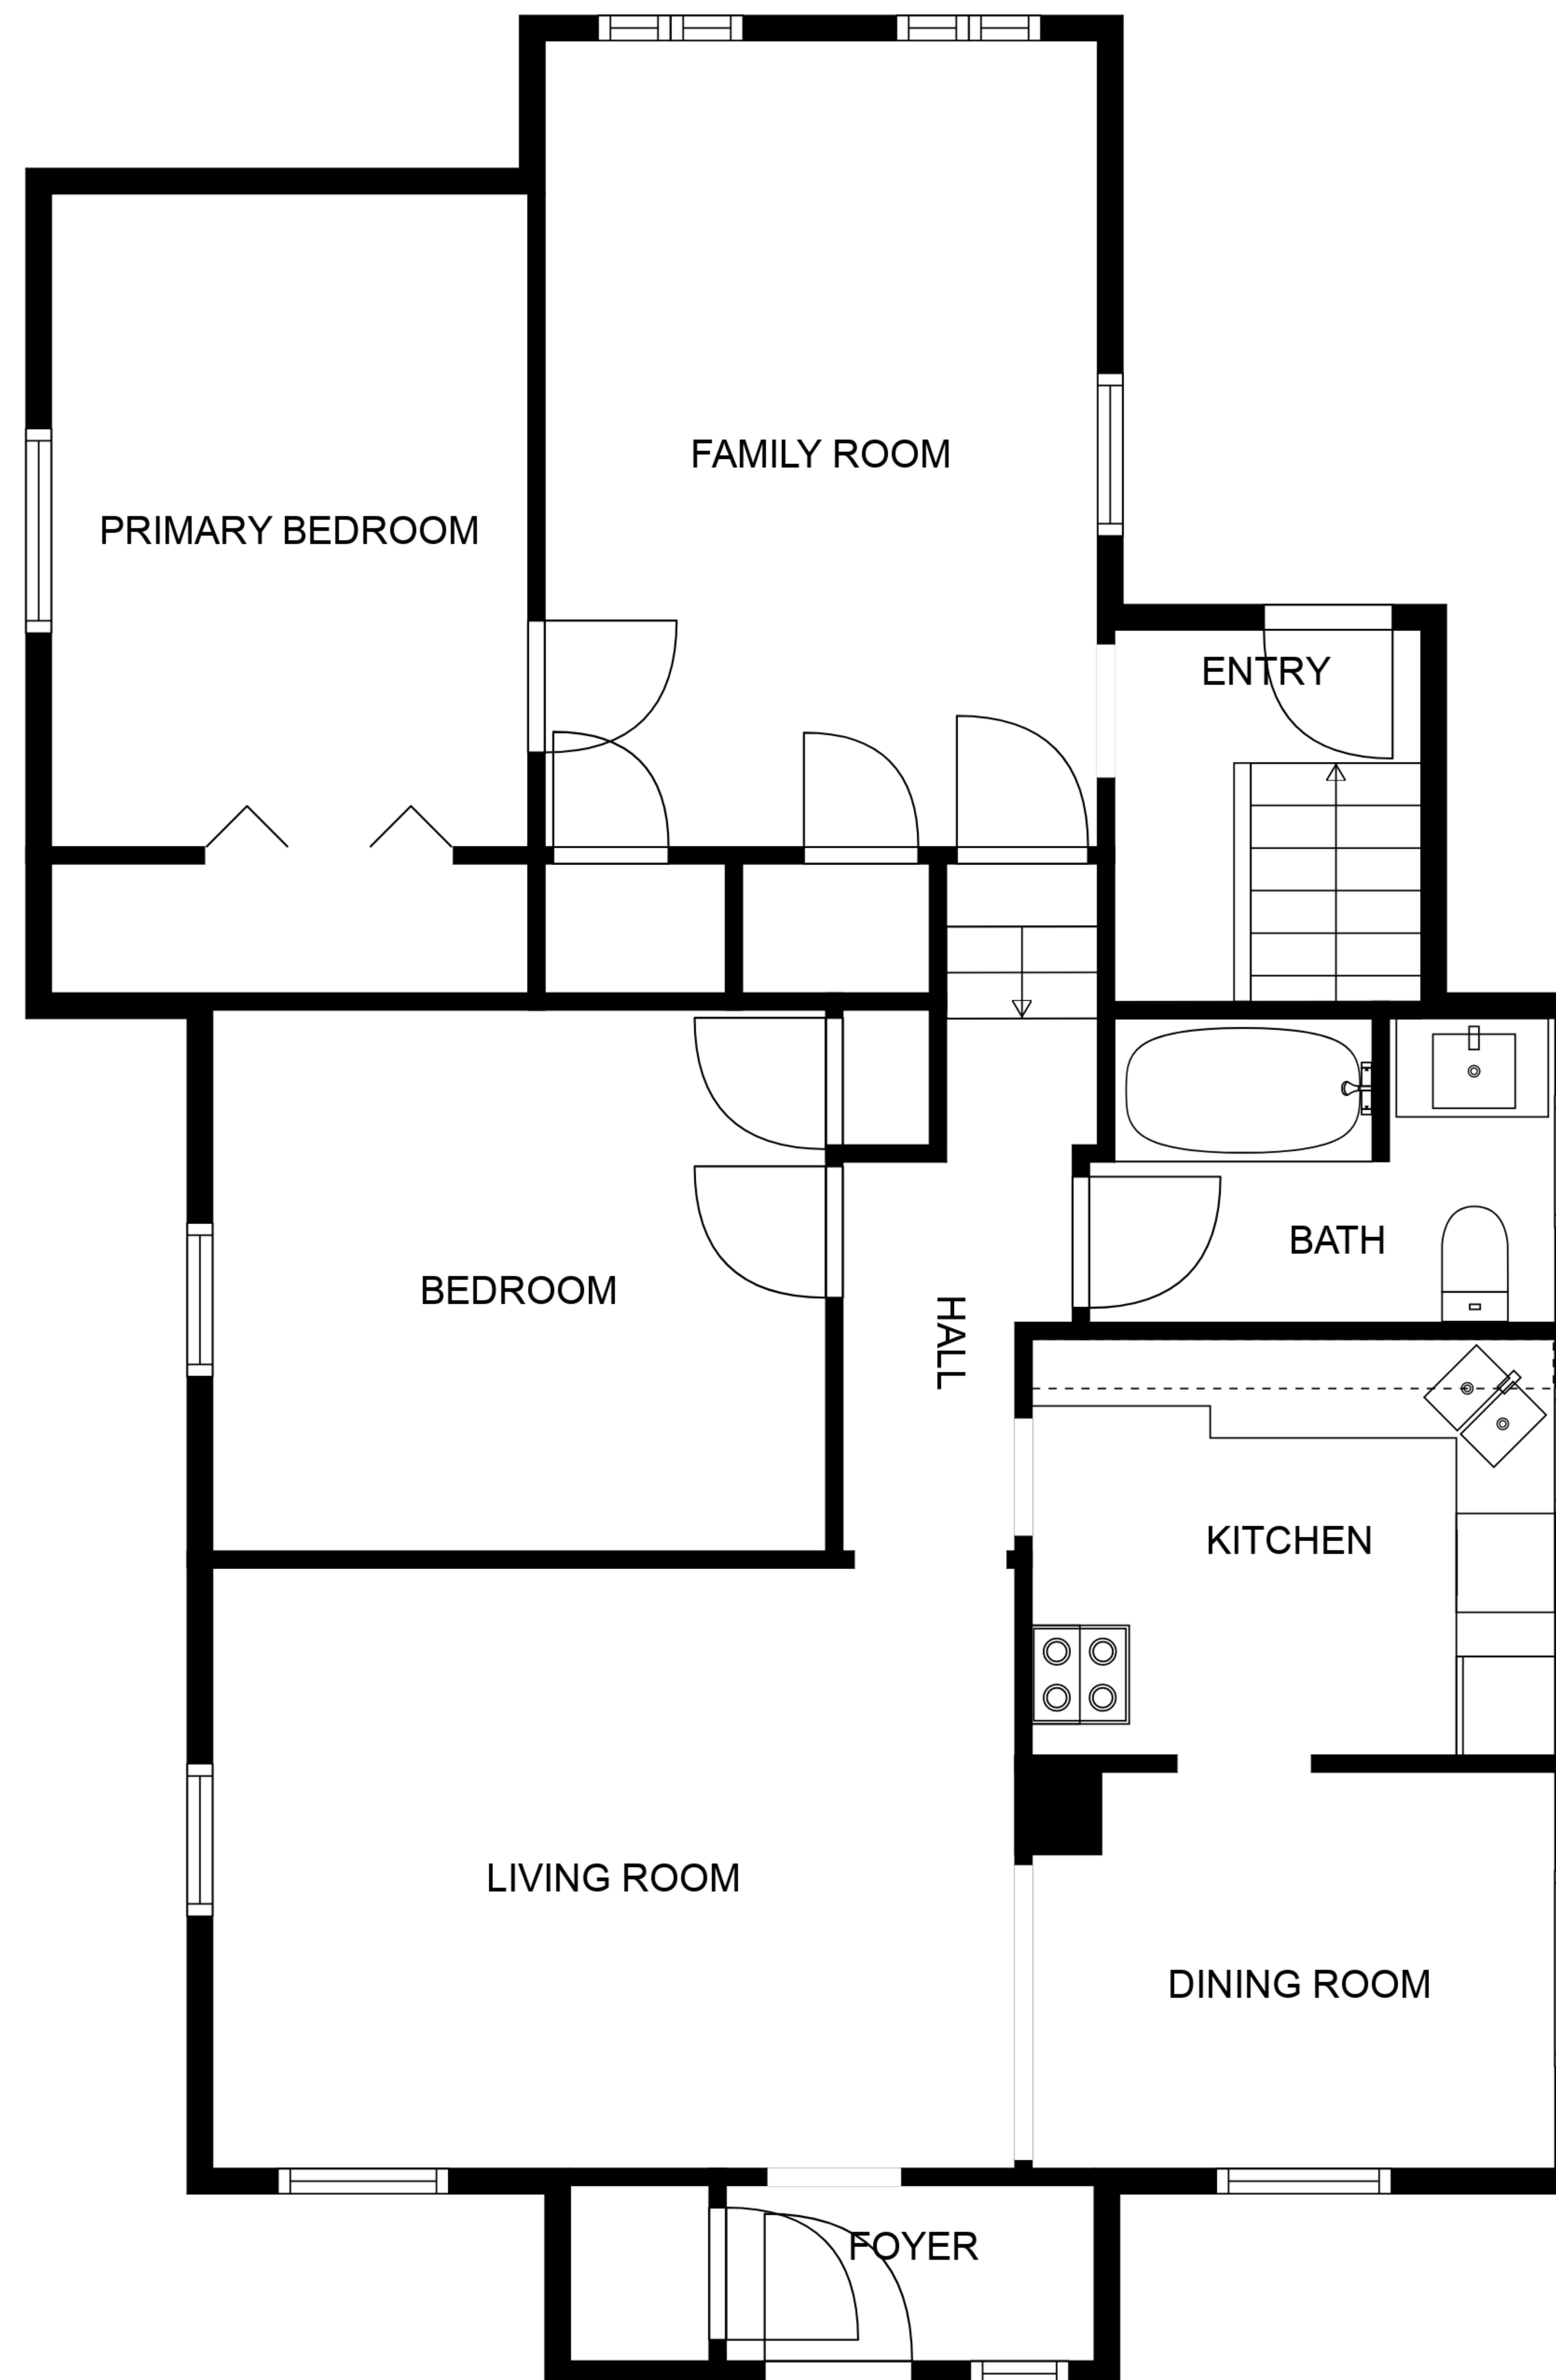 FAMILY ROOM
PRIMARY BEDROOM
ENTRY
BATH
BEDROOM
HALL
KITCHEN
LIVING ROOM
DINING ROOM
FOYER